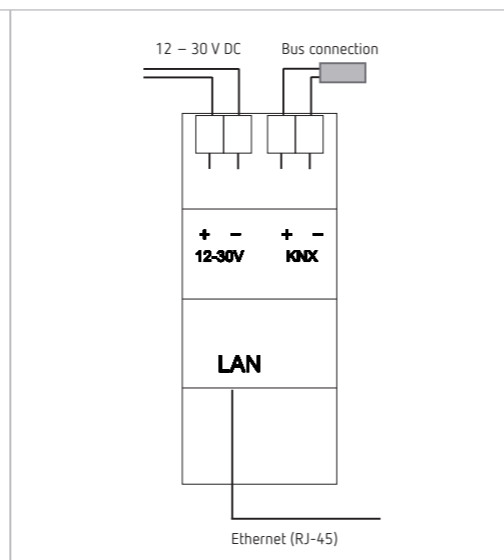 12 – 30 V DC Bus connection
+ – + –
12-30V KNX
LAN
Ethernet (RJ-45)